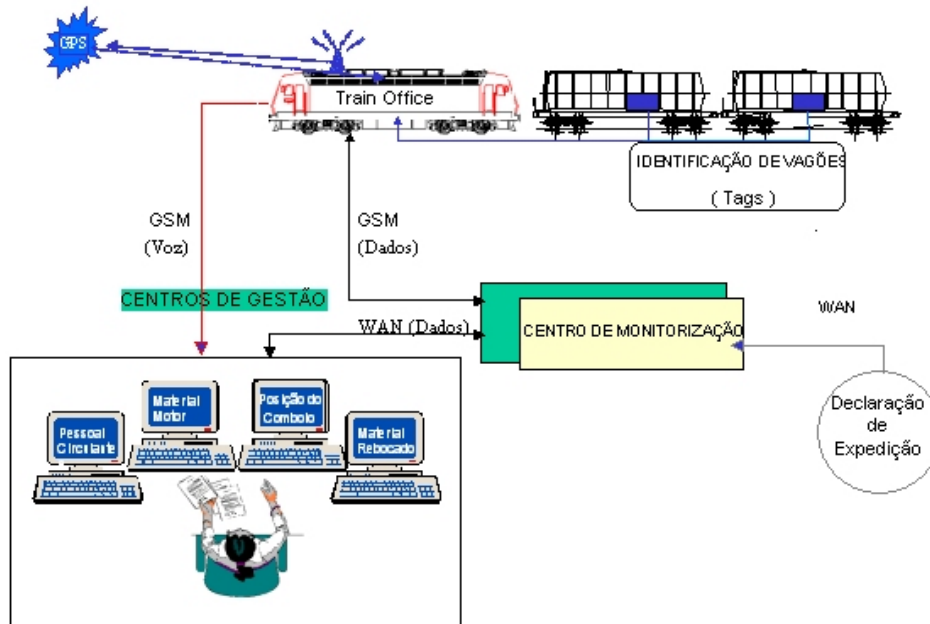 GPS
Train Office
IDENTIFICAÇÃO DE VAGÕES
( Tags )
GSM
(Voz)
GSM
(Dados)
CENTROS DE GESTÃO
WAN (Dados)
CENTRO DE MONITORIZAÇÃO
WAN
Declaração
de
Expedição
Pessoal
Circulante
Material
Motor
Posição do
Comboio
Material
Rebocado